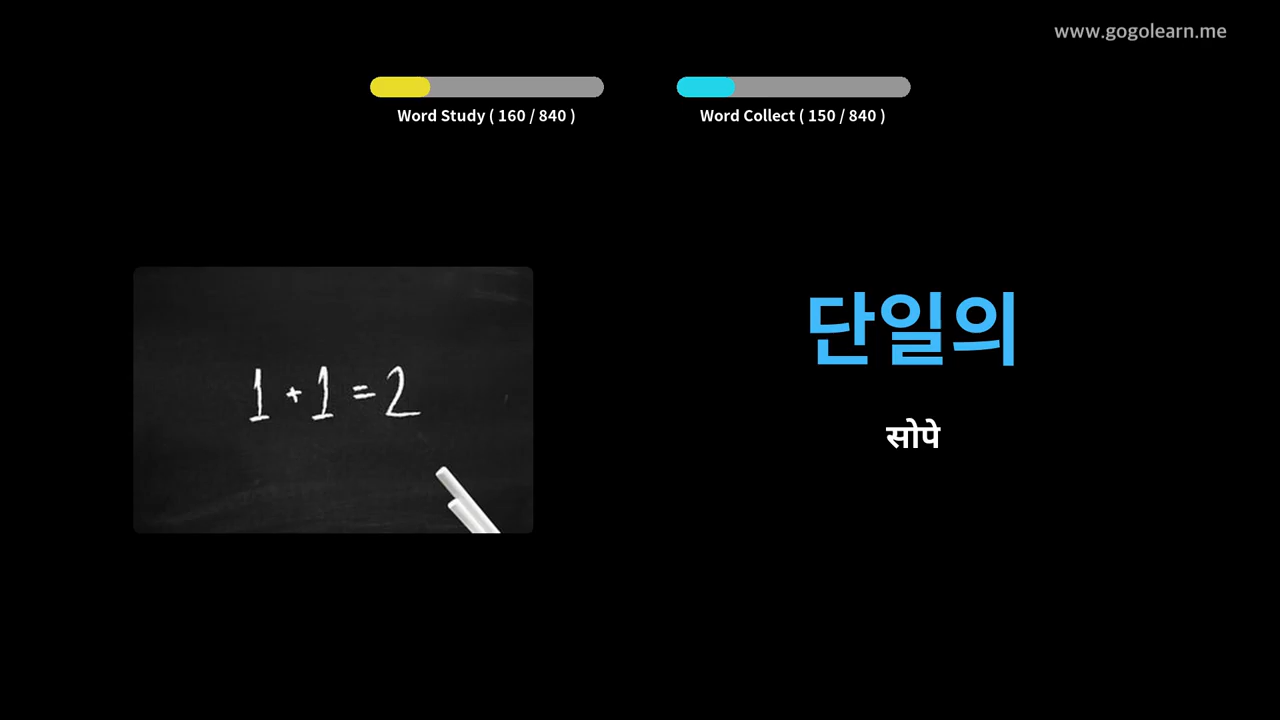 www.gogolearn.me
Word Study ( 160 / 840 )
Word Collect ( 150 / 840 )
1 + 1 = 2
단일의
सोपे